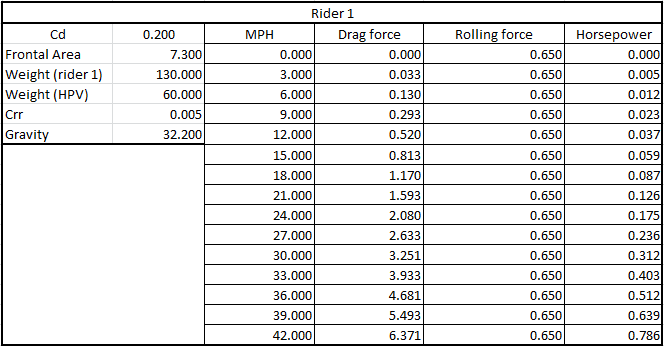 Rider 1
Cd 0.200 MPH Drag force Rolling force Horsepower
Frontal Area 7.300 0.000 0.000 0.650 0.000
Weight (rider 1) 130.000 3.000 0.033 0.650 0.005
Weight (HPV) 60.000 6.000 0.130 0.650 0.012
Crr 0.005 9.000 0.293 0.650 0.023
Gravity 32.200 12.000 0.520 0.650 0.037
15.000 0.813 0.650 0.059
18.000 1.170 0.650 0.087
21.000 1.593 0.650 0.126
24.000 2.080 0.650 0.175
27.000 2.633 0.650 0.236
30.000 3.251 0.650 0.312
33.000 3.933 0.650 0.403
36.000 4.681 0.650 0.512
39.000 5.493 0.650 0.639
42.000 6.371 0.650 0.786